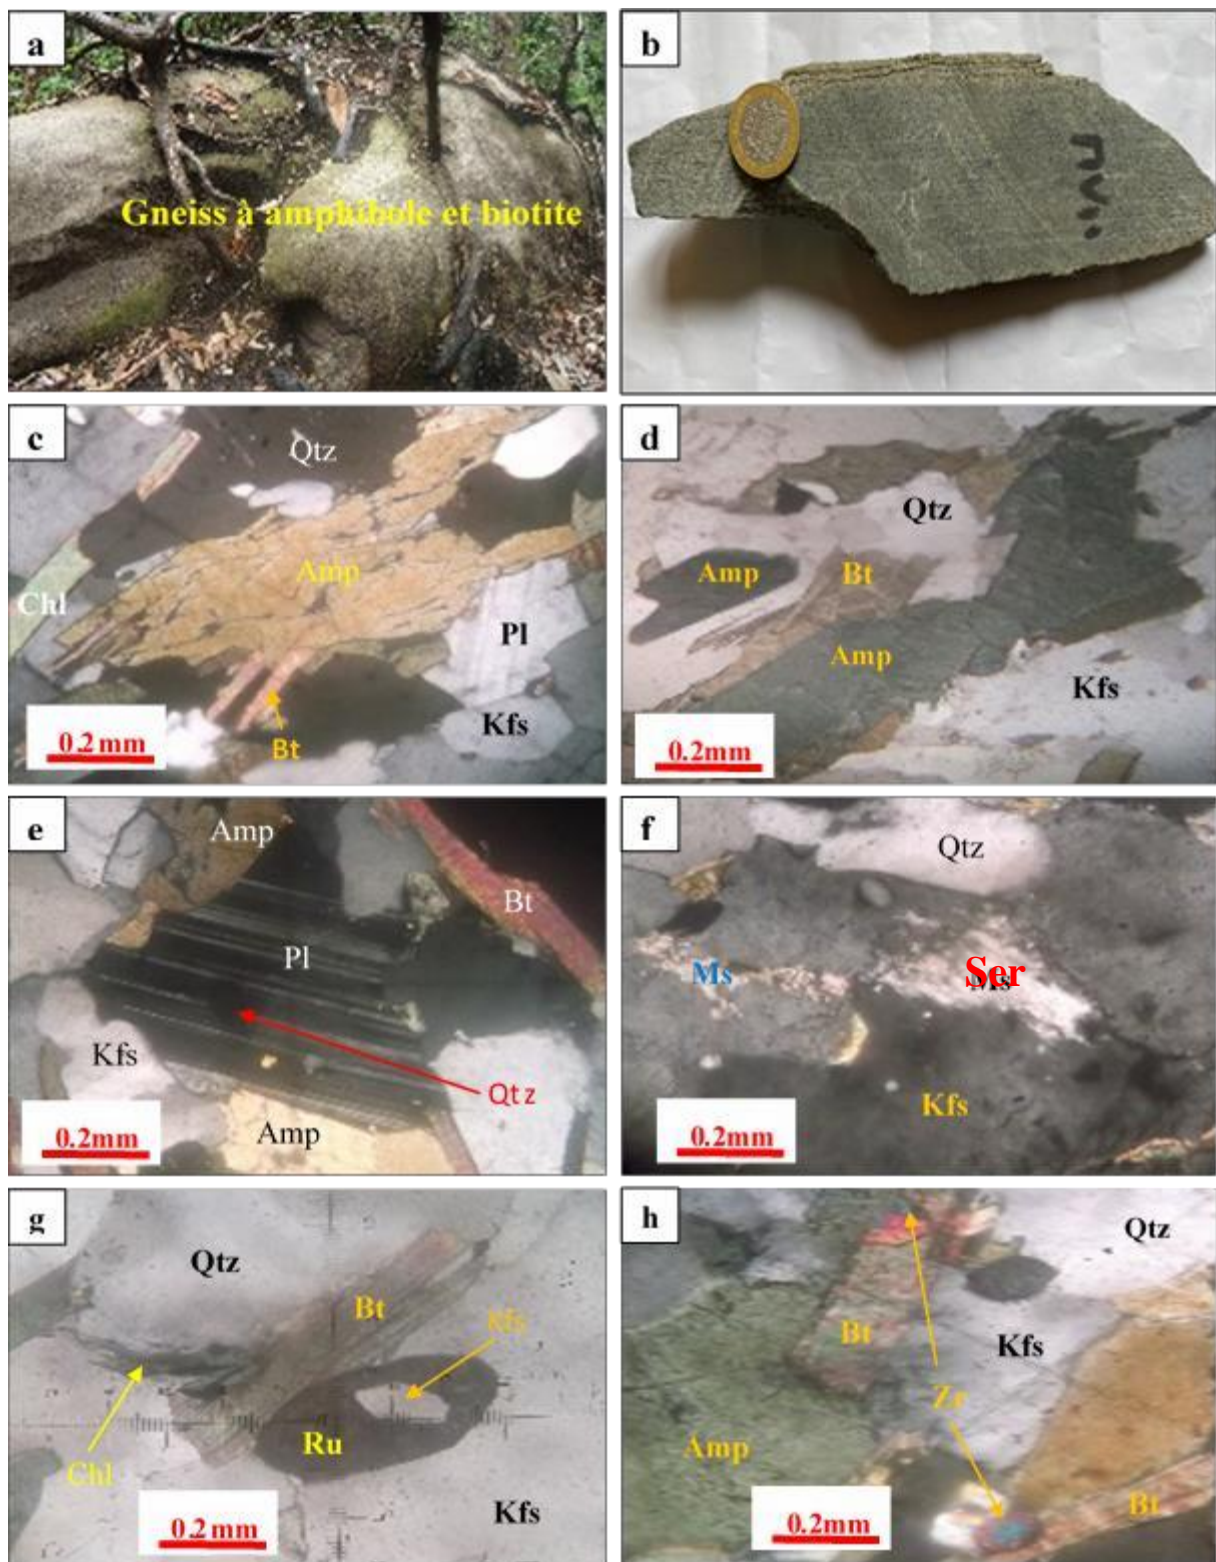 a
Gneiss à amphibole et biotite
b
c
Qtz
Amp
Chl
Pl
Kfs
Bt
0.2mm
d
Qtz
Amp
Bt
Amp
Kfs
0.2mm
e
Amp
Bt
Pl
Kfs
Qtz
Amp
0.2mm
f
Qtz
Ms
Ser
Ms
Kfs
0.2mm
g
Qtz
Bt
Kfs
Ru
Chl
Kfs
0.2mm
h
Qtz
Bt
Kfs
Zr
Amp
Bt
0.2mm